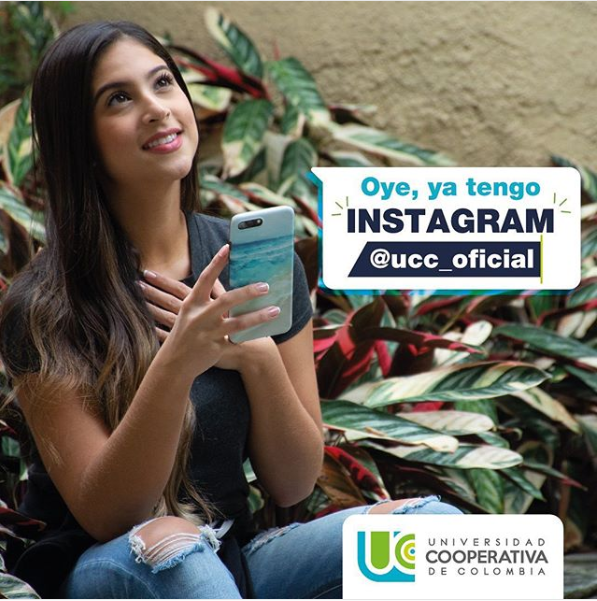 Oye, ya tengo
INSTAGRAM
@ucc_oficial
UCC
UNIVERSIDAD
COOPERATIVA
DE COLOMBIA